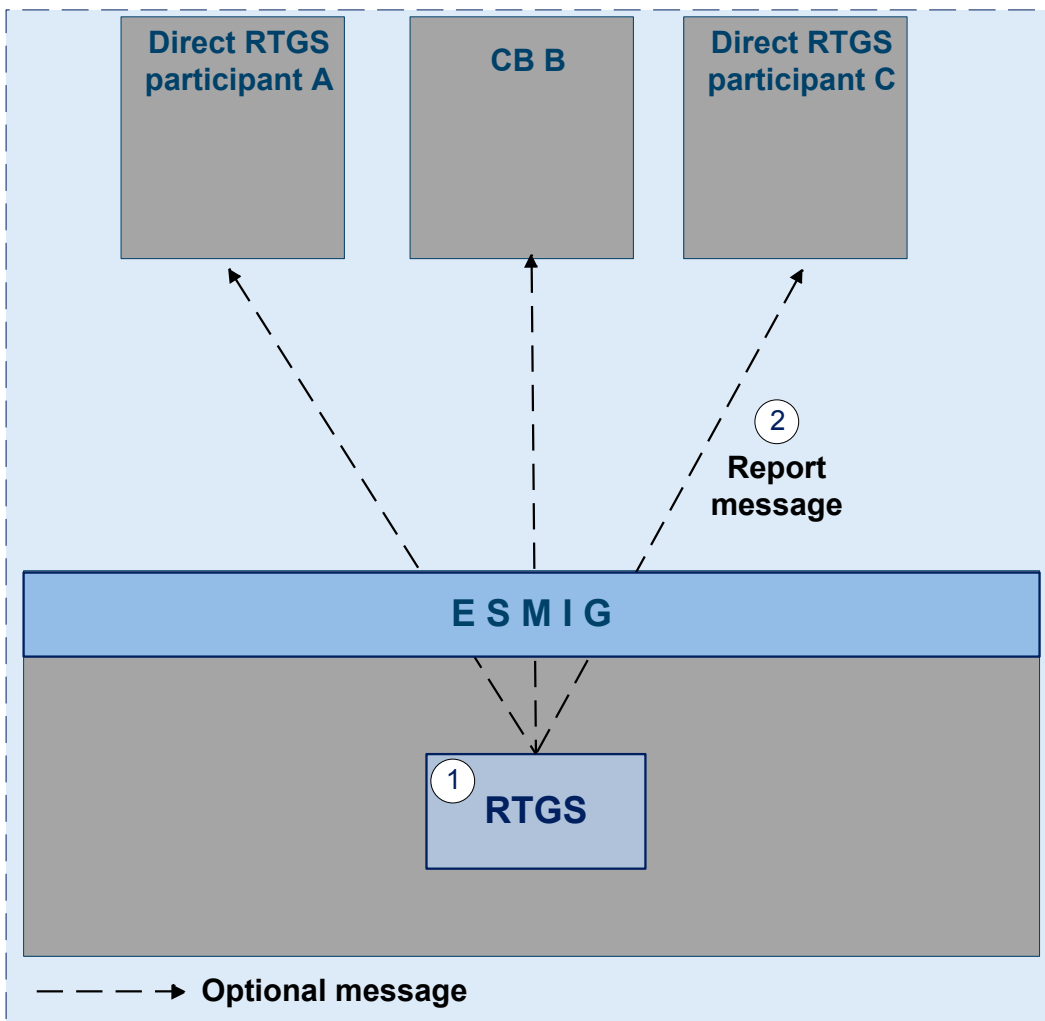 Direct RTGS
participant A
CB B
Direct RTGS
participant C
2
Report
message
E S M I G
1
RTGS
Optional message